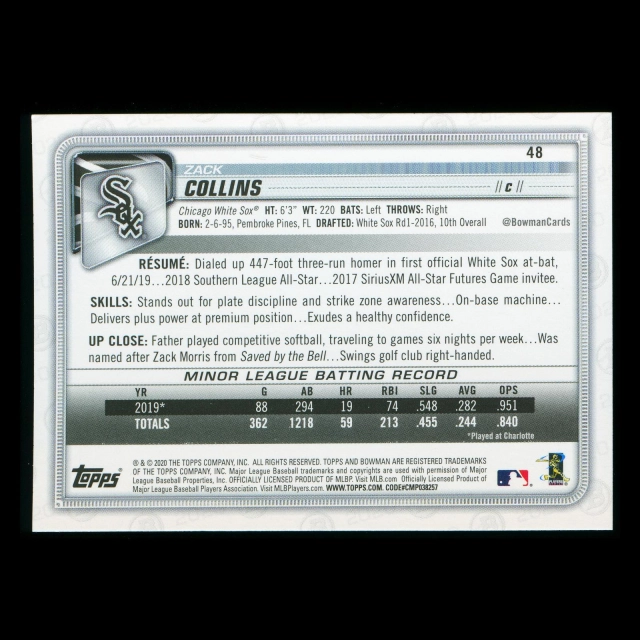 48
ZACK
COLLINS // C //
Sox
Chicago White Sox® HT: 6'3" WT: 220 BATS: Left THROWS: Right
BORN: 2-6-95, Pembroke Pines, FL DRAFTED: White Sox Rd1-2016, 10th Overall @BowmanCards
RÉSUMÉ: Dialed up 447-foot three-run homer in first official White Sox at-bat,
6/21/19...2018 Southern League All-Star...2017 SiriusXM All-Star Futures Game invitee.
SKILLS: Stands out for plate discipline and strike zone awareness...On-base machine...
Delivers plus power at premium position...Exudes a healthy confidence.
UP CLOSE: Father played competitive softball, traveling to games six nights per week...Was
named after Zack Morris from Saved by the Bell...Swings golf club right-handed.
MINOR LEAGUE BATTING RECORD
YR G AB HR RBI SLG AVG OPS
2019* 88 294 19 74 .548 .282 .951
TOTALS 362 1218 59 213 .455 .244 .840
*Played at Charlotte
Topps
® & © 2020 THE TOPPS COMPANY, INC. ALL RIGHTS RESERVED. TOPPS AND BOWMAN ARE REGISTERED TRADEMARKS
OF THE TOPPS COMPANY, INC. Major League Baseball trademarks and copyrights are used with permission of Major
League Baseball Properties, Inc. OFFICIALLY LICENSED PRODUCT OF MLBP. Visit MLB.com Officially Licensed Product of
Major League Baseball Players Association. Visit MLBPlayers.com. WWW.TOPPS.COM. CODE#CMP038257